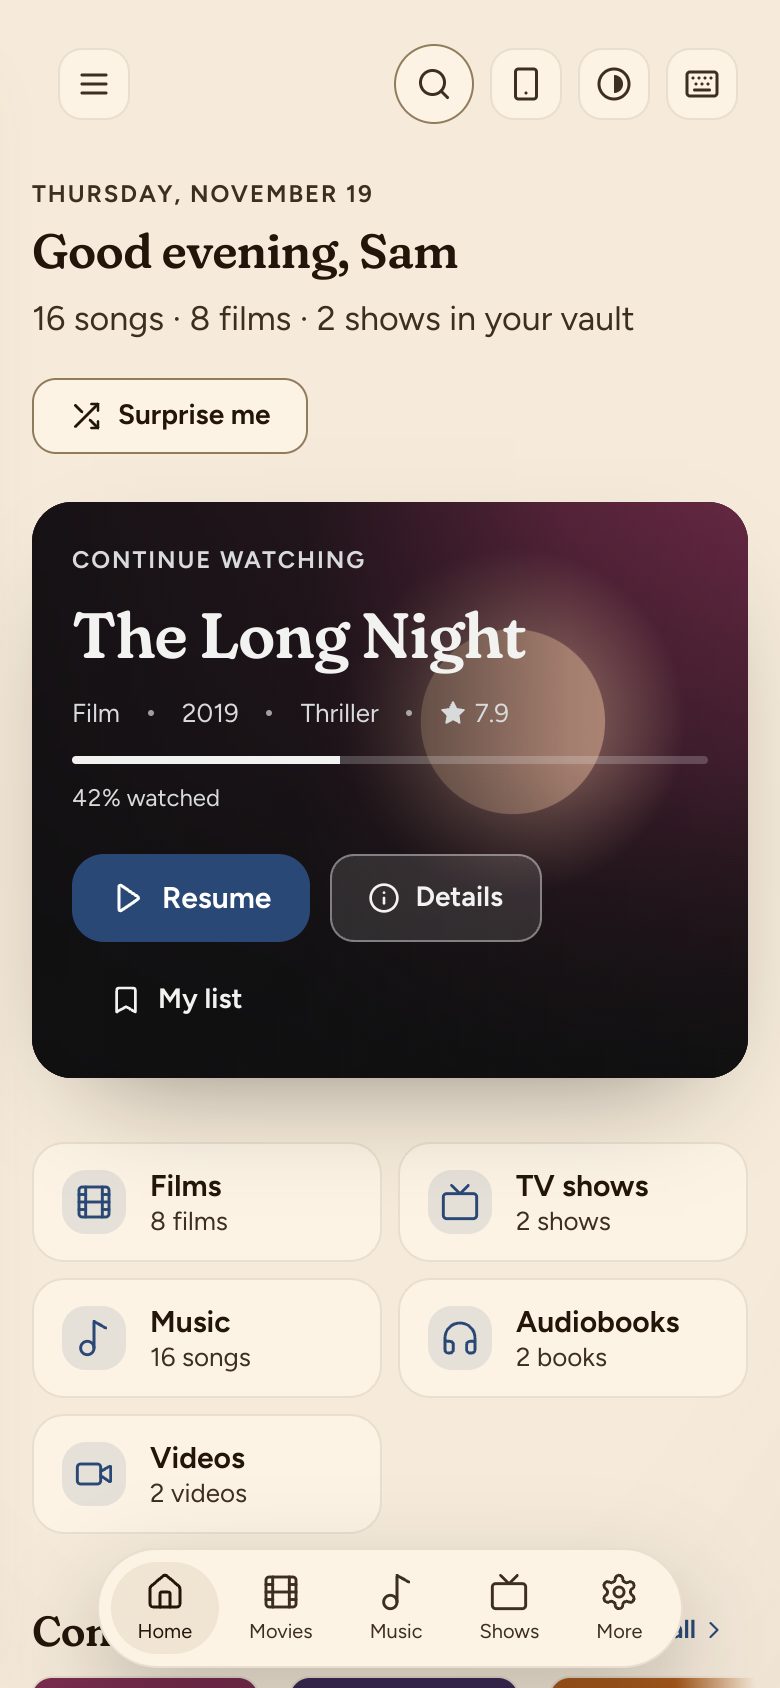 THURSDAY, NOVEMBER 19
Good evening, Sam
16 songs · 8 films · 2 shows in your vault
Surprise me
CONTINUE WATCHING
The Long Night
Film • 2019 • Thriller • ★ 7.9
42% watched
Resume
Details
My list
Films
8 films
TV shows
2 shows
Music
16 songs
Audiobooks
2 books
Videos
2 videos
Home
Movies
Music
Shows
More